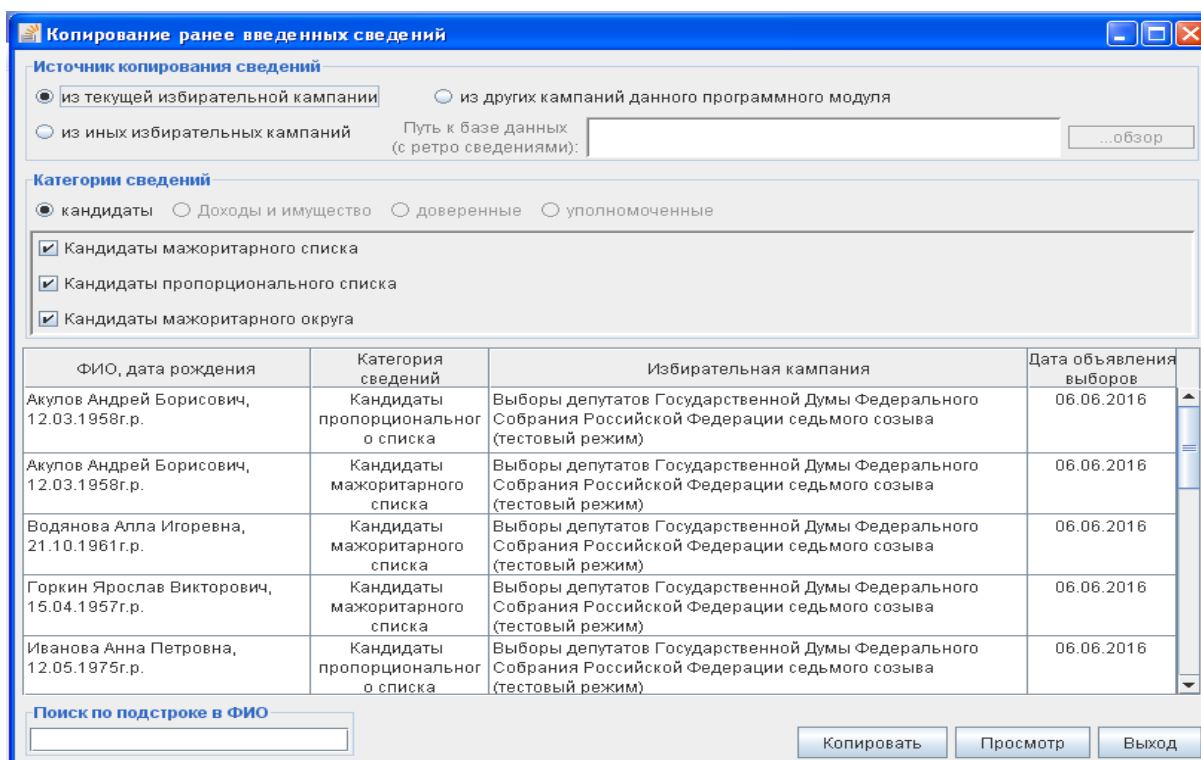 Копирование ранее введенных сведений
Источник копирования сведений
из текущей избирательной кампании
из других кампаний данного программного модуля
из иных избирательных кампаний
Путь к базе данных
(с ретро сведениями):
...обзор
Категории сведений
кандидаты Доходы и имущество доверенные уполномоченные
Кандидаты мажоритарного списка
Кандидаты пропорционального списка
Кандидаты мажоритарного округа
ФИО, дата рождения
Категория
сведений
Избирательная кампания
Дата объявления
выборов
Акулов Андрей Борисович,
12.03.1958г.р.
Кандидаты
пропорциональног
о списка
Выборы депутатов Государственной Думы Федерального
Собрания Российской Федерации седьмого созыва
(тестовый режим)
06.06.2016
Акулов Андрей Борисович,
12.03.1958г.р.
Кандидаты
мажоритарного
списка
Выборы депутатов Государственной Думы Федерального
Собрания Российской Федерации седьмого созыва
(тестовый режим)
06.06.2016
Водянова Алла Игоревна,
21.10.1961г.р.
Кандидаты
мажоритарного
списка
Выборы депутатов Государственной Думы Федерального
Собрания Российской Федерации седьмого созыва
(тестовый режим)
06.06.2016
Горкин Ярослав Викторович,
15.04.1957г.р.
Кандидаты
мажоритарного
списка
Выборы депутатов Государственной Думы Федерального
Собрания Российской Федерации седьмого созыва
(тестовый режим)
06.06.2016
Иванова Анна Петровна,
12.05.1975г.р.
Кандидаты
пропорциональног
о списка
Выборы депутатов Государственной Думы Федерального
Собрания Российской Федерации седьмого созыва
(тестовый режим)
06.06.2016
Поиск по подстроке в ФИО
Копировать
Просмотр
Выход